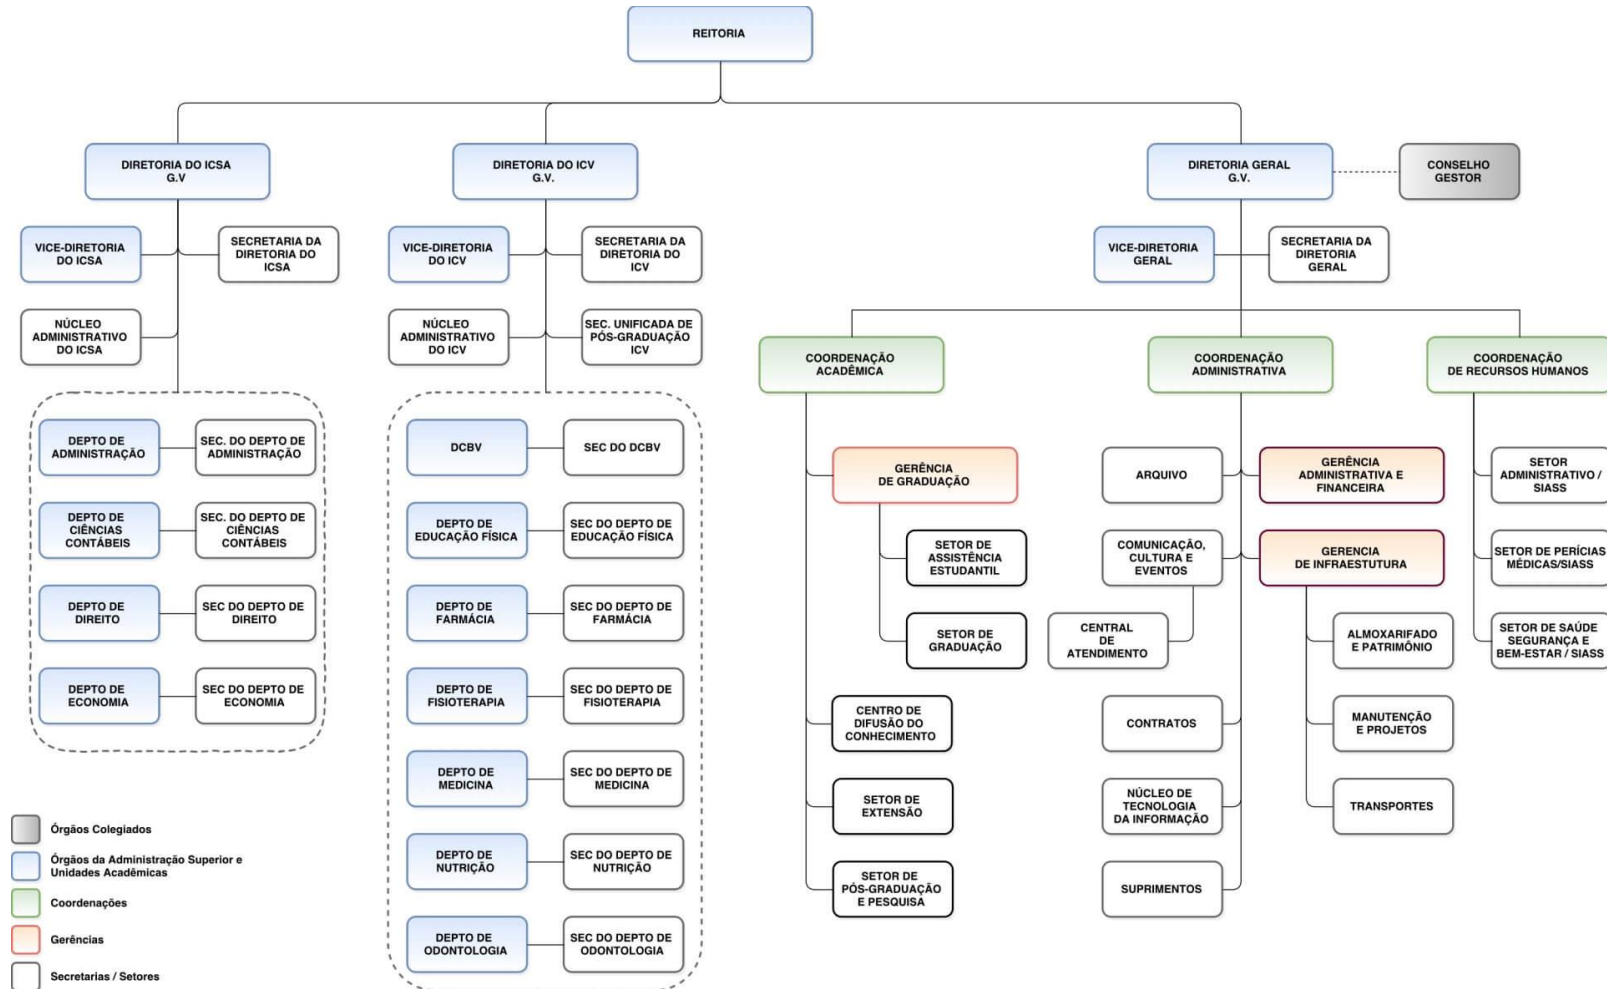 REITORIA
DIRETORIA DO ICSA
G.V
DIRETORIA DO ICV
G.V.
DIRETORIA GERAL
G.V.
CONSELHO
GESTOR
VICE-DIRETORIA
DO ICSA
SECRETARIA DA
DIRETORIA DO
ICSA
VICE-DIRETORIA
DO ICV
SECRETARIA DA
DIRETORIA DO
ICV
VICE-DIRETORIA
GERAL
SECRETARIA DA
DIRETORIA
GERAL
NÚCLEO
ADMINISTRATIVO
DO ICSA
NÚCLEO
ADMINISTRATIVO
DO ICV
SEC. UNIFICADA DE
PÓS-GRADUAÇÃO
ICV
COORDENAÇÃO
ACADÊMICA
COORDENAÇÃO
ADMINISTRATIVA
COORDENAÇÃO
DE RECURSOS HUMANOS
DEPTO DE
ADMINISTRAÇÃO
SEC. DO DEPTO DE
ADMINISTRAÇÃO
DEPTO DE
CIÊNCIAS
CONTÁBEIS
SEC. DO DEPTO DE
CIÊNCIAS
CONTÁBEIS
DEPTO DE
DIREITO
SEC DO DEPTO DE
DIREITO
DEPTO DE
ECONOMIA
SEC DO DEPTO DE
ECONOMIA
DCBV
SEC DO DCBV
DEPTO DE
EDUCAÇÃO FÍSICA
SEC DO DEPTO DE
EDUCAÇÃO FÍSICA
DEPTO DE
FARMÁCIA
SEC DO DEPTO DE
FARMÁCIA
DEPTO DE
FISIOTERAPIA
SEC DO DEPTO DE
FISIOTERAPIA
DEPTO DE
MEDICINA
SEC DO DEPTO DE
MEDICINA
DEPTO DE
NUTRIÇÃO
SEC DO DEPTO DE
NUTRIÇÃO
DEPTO DE
ODONTOLOGIA
SEC DO DEPTO DE
ODONTOLOGIA
GERÊNCIA
DE GRADUAÇÃO
SETOR DE
ASSISTÊNCIA
ESTUDANTIL
SETOR DE
GRADUAÇÃO
CENTRO DE
DIFUSÃO DO
CONHECIMENTO
SETOR DE
EXTENSÃO
SETOR DE
PÓS-GRADUAÇÃO
E PESQUISA
ARQUIVO
GERÊNCIA
ADMINISTRATIVA E
FINANCEIRA
COMUNICAÇÃO,
CULTURA E
EVENTOS
GERENCIA
DE INFRAESTUTURA
CENTRAL
DE
ATENDIMENTO
ALMOXARIFADO
E PATRIMÔNIO
CONTRATOS
MANUTENÇÃO
E PROJETOS
NÚCLEO DE
TECNOLOGIA
DA INFORMAÇÃO
TRANSPORTES
SUPRIMENTOS
SETOR
ADMINISTRATIVO /
SIASS
SETOR DE PERÍCIAS
MÉDICAS/SIASS
SETOR DE SAÚDE
SEGURANÇA E
BEM-ESTAR / SIASS
Órgãos Colegiados
Órgãos da Administração Superior e
Unidades Acadêmicas
Coordenações
Gerências
Secretarias / Setores